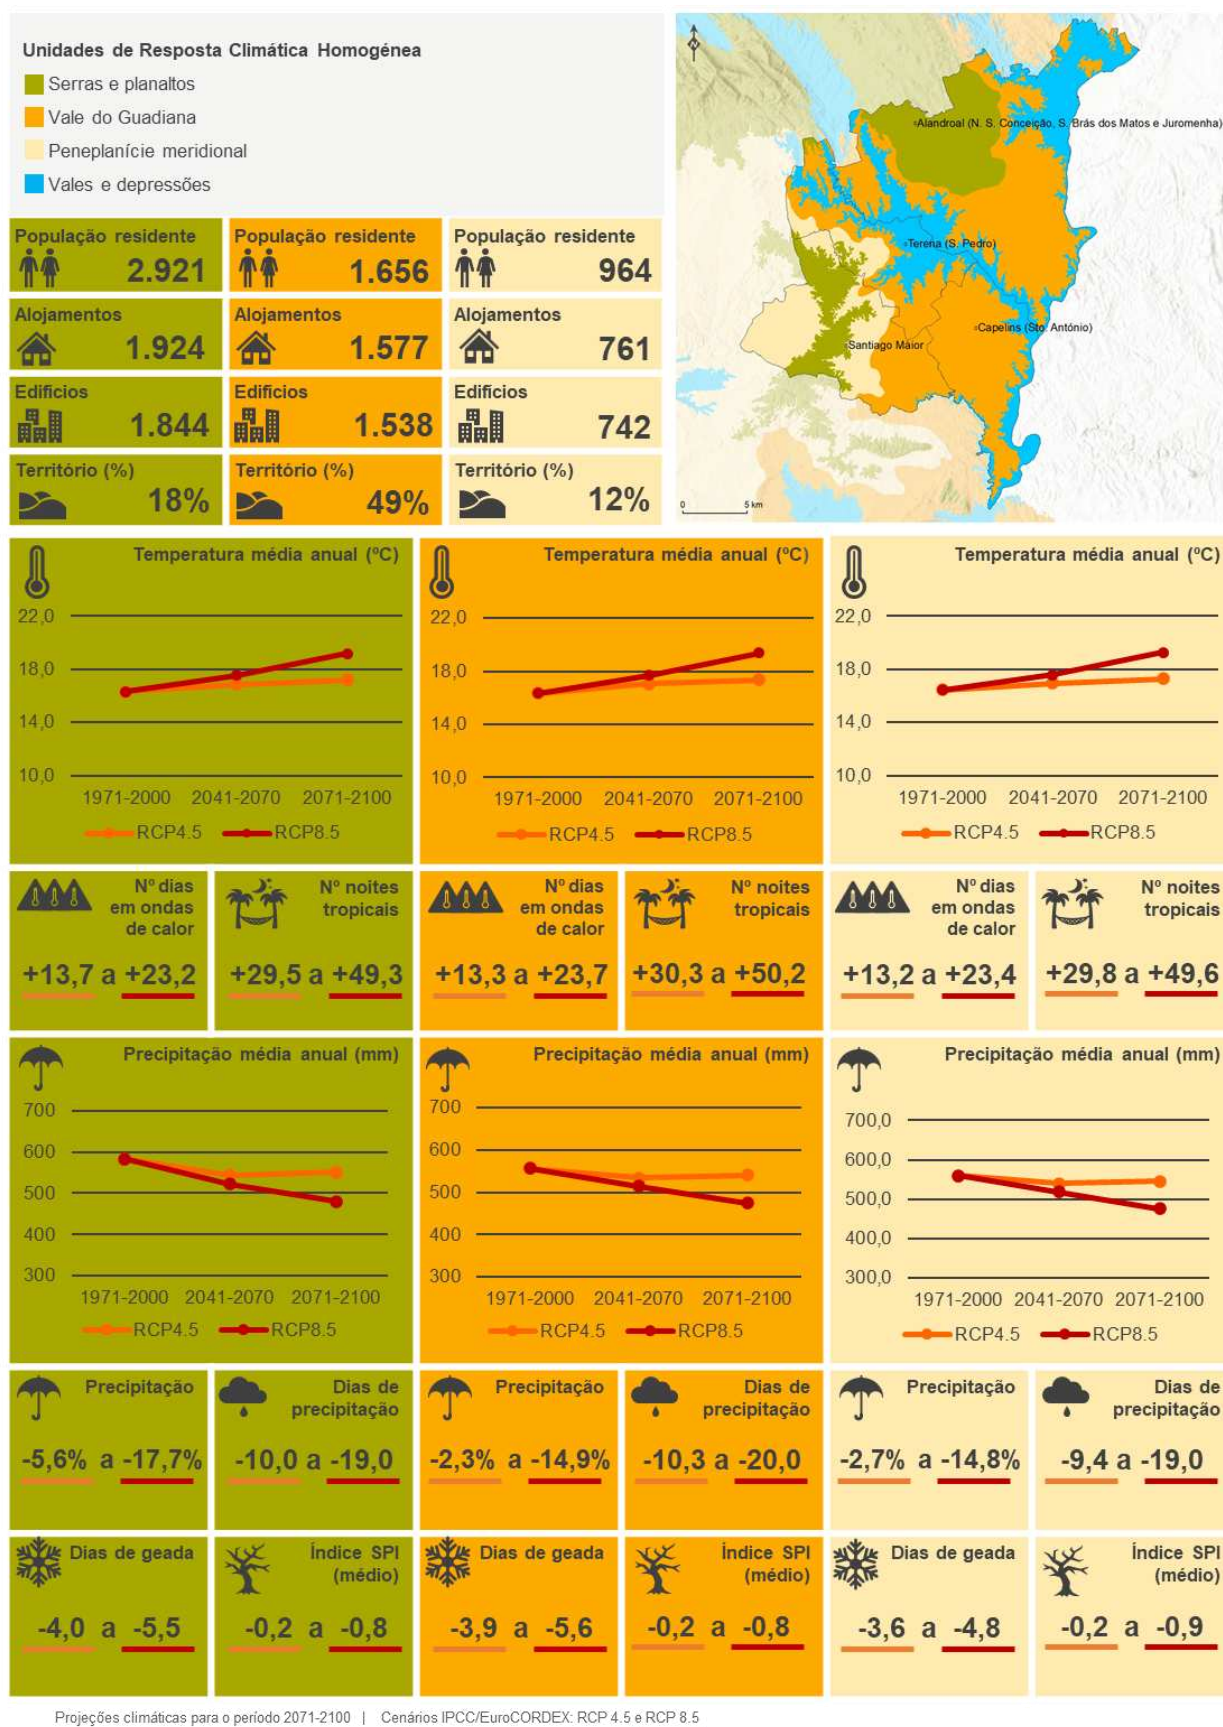 Unidades de Resposta Climática Homogénea
Serras e planaltos
Vale do Guadiana
Peneplanície meridional
Vales e depressões
N
Alandroal (N. S. Conceição, S. Brás dos Matos e Juromenha)
Terena (S. Pedro)
Capelins (Sto. António)
Santiago Maior
0 5 km
População residente População residente População residente
2.921 1.656 964
Alojamentos Alojamentos Alojamentos
1.924 1.577 761
Edifícios Edifícios Edifícios
1.844 1.538 742
Território (%) Território (%) Território (%)
18% 49% 12%
Temperatura média anual (ºC)
22,0
18,0
14,0
10,0
1971-2000 2041-2070 2071-2100
RCP4.5 RCP8.5
Temperatura média anual (ºC)
22,0
18,0
14,0
10,0
1971-2000 2041-2070 2071-2100
RCP4.5 RCP8.5
Temperatura média anual (ºC)
22,0
18,0
14,0
10,0
1971-2000 2041-2070 2071-2100
RCP4.5 RCP8.5
Nº dias
em ondas
de calor
+13,7 a +23,2
Nº noites
tropicais
+29,5 a +49,3
Nº dias
em ondas
de calor
+13,3 a +23,7
Nº noites
tropicais
+30,3 a +50,2
Nº dias
em ondas
de calor
+13,2 a +23,4
Nº noites
tropicais
+29,8 a +49,6
Precipitação média anual (mm)
700
600
500
400
300
1971-2000 2041-2070 2071-2100
RCP4.5 RCP8.5
Precipitação média anual (mm)
700
600
500
400
300
1971-2000 2041-2070 2071-2100
RCP4.5 RCP8.5
Precipitação média anual (mm)
700,0
600,0
500,0
400,0
300,0
1971-2000 2041-2070 2071-2100
RCP4.5 RCP8.5
Precipitação
-5,6% a -17,7%
Dias de
precipitação
-10,0 a -19,0
Precipitação
-2,3% a -14,9%
Dias de
precipitação
-10,3 a -20,0
Precipitação
-2,7% a -14,8%
Dias de
precipitação
-9,4 a -19,0
Dias de geada
-4,0 a -5,5
Índice SPI
(médio)
-0,2 a -0,8
Dias de geada
-3,9 a -5,6
Índice SPI
(médio)
-0,2 a -0,8
Dias de geada
-3,6 a -4,8
Índice SPI
(médio)
-0,2 a -0,9
Projeções climáticas para o período 2071-2100 | Cenários IPCC/EuroCORDEX: RCP 4.5 e RCP 8.5